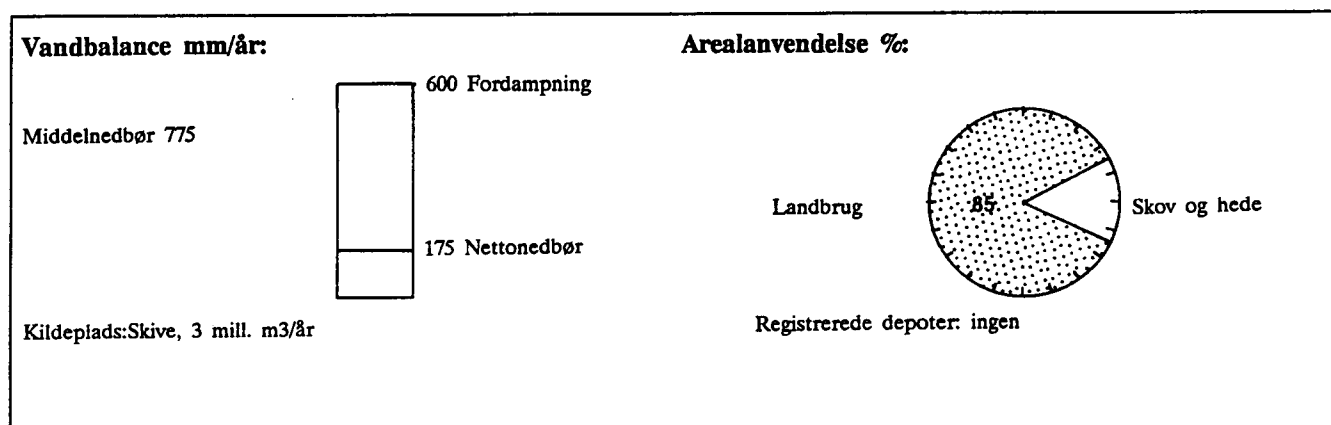 Vandbalance mm/år:
600 Fordampning
Middelnedbør 775
175 Nettonedbør
Kildeplads:Skive, 3 mill. m3/år
Arealanvendelse %:
Landbrug
85
Skov og hede
Registrerede depoter: ingen